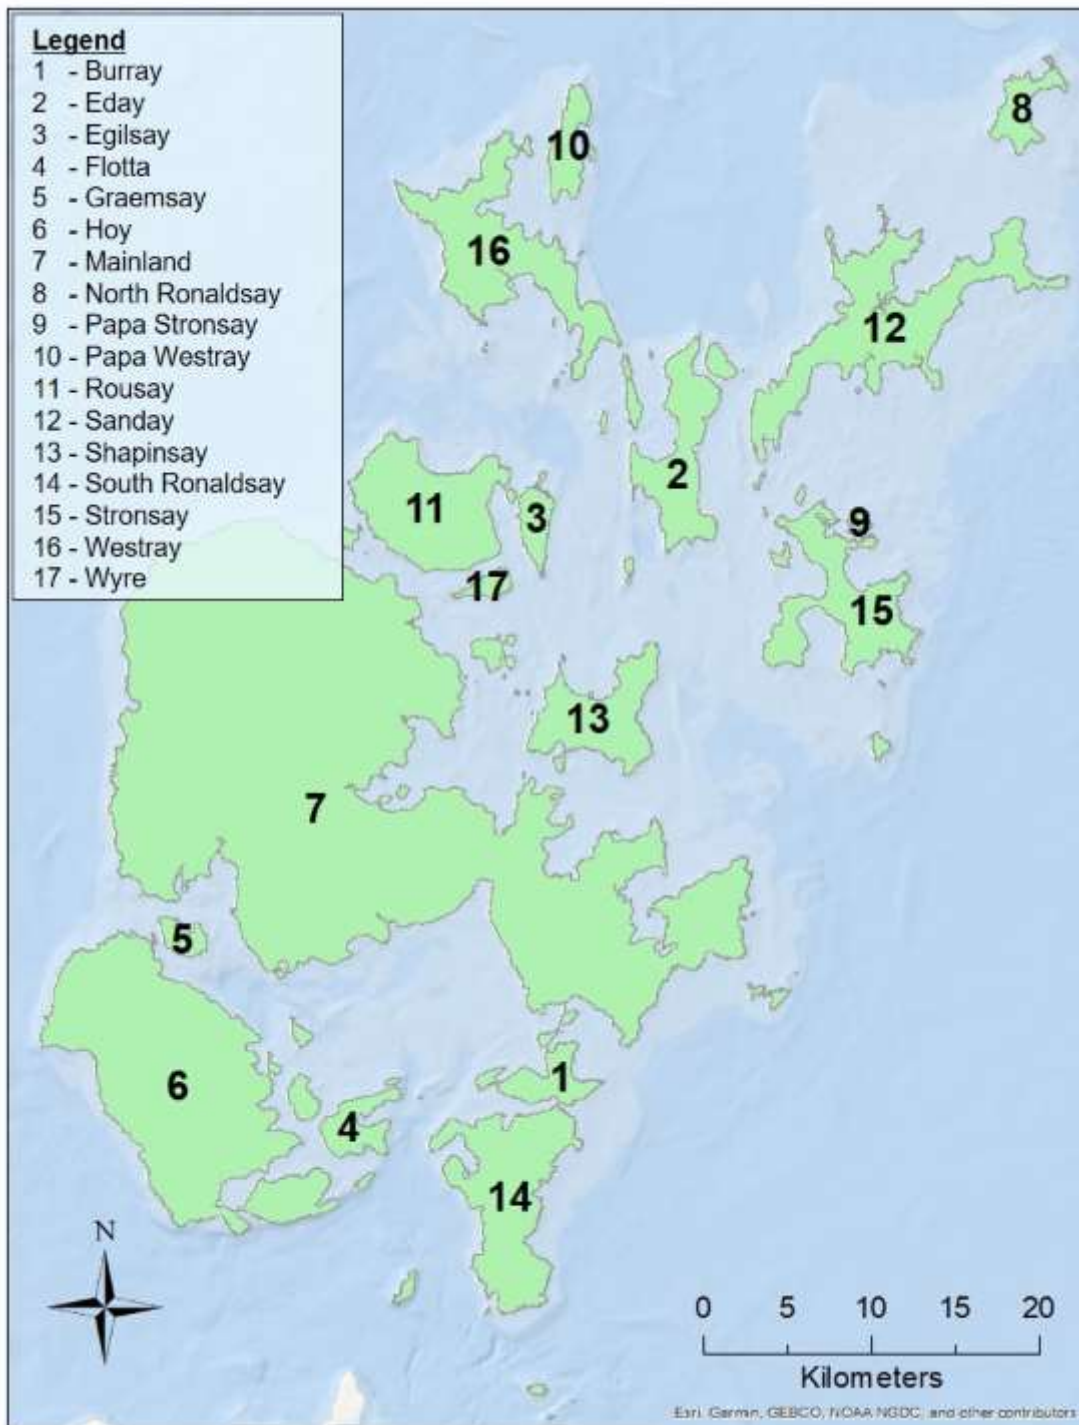 Legend
1 - Burray
2 - Eday
3 - Egilsay
4 - Flotta
5 - Graemsay
6 - Hoy
7 - Mainland
8 - North Ronaldsay
9 - Papa Stronsay
10 - Papa Westray
11 - Rousay
12 - Sanday
13 - Shapinsay
14 - South Ronaldsay
15 - Stronsay
16 - Westray
17 - Wyre
8
10
16
12
2
11
3
9
17
15
13
7
5
6
1
4
14
N
0 5 10 15 20
Kilometers
Esri, Garmin, GEBCO, NOAA NGDC, and other contributors